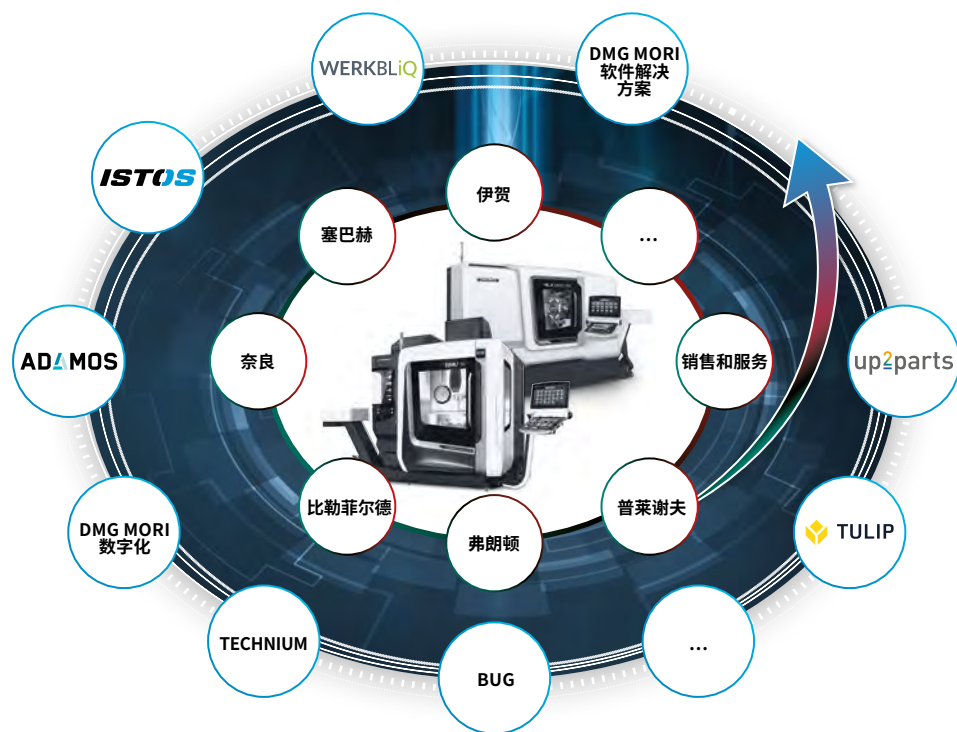 WERKBLiQ
DMG MORI
软件解决
方案
ISTOS
伊贺
塞巴赫
...
ADAMOS
奈良
销售和服务
up2parts
比勒菲尔德
普莱谢夫
弗朗顿
DMG MORI
数字化
TULIP
TECHNIUM
BUG
...